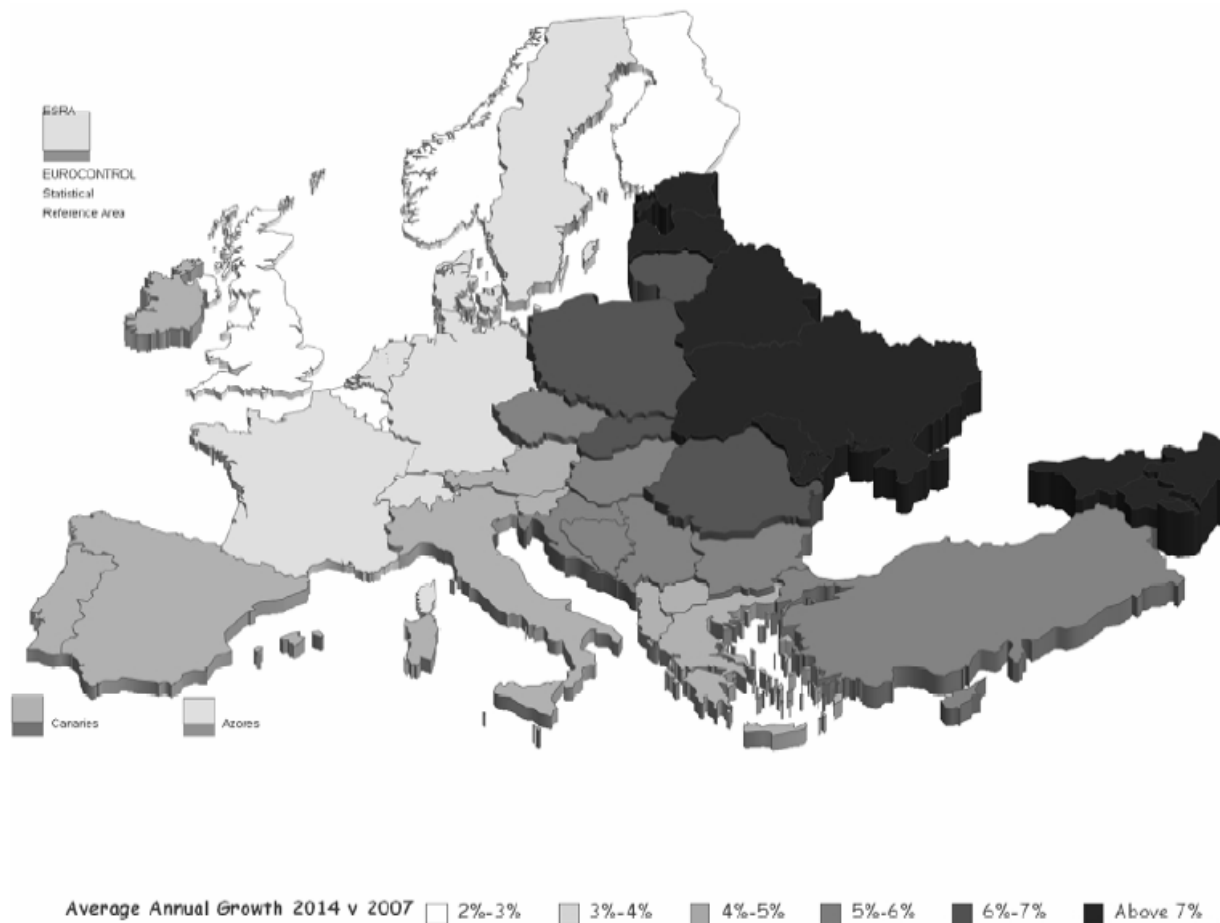 ESRA
EUROCONTROL
Statistical
Reference Area
Canaries
Azores
Average Annual Growth 2014 v 2007 2%-3% 3%-4% 4%-5% 5%-6% 6%-7% Above 7%